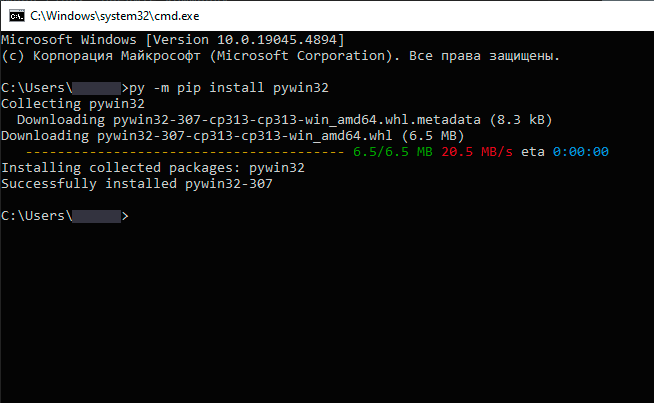 C:\Windows\system32\cmd.exe
Microsoft Windows [Version 10.0.19045.4894]
(c) Корпорация Майкрософт (Microsoft Corporation). Все права защищены.
C:\Users\ >py -m pip install pywin32
Collecting pywin32
Downloading pywin32-307-cp313-cp313-win_amd64.whl.metadata (8.3 kB)
Downloading pywin32-307-cp313-cp313-win_amd64.whl (6.5 MB)
---------------------------------------- 6.5/6.5 MB 20.5 MB/s eta 0:00:00
Installing collected packages: pywin32
Successfully installed pywin32-307
C:\Users\ >